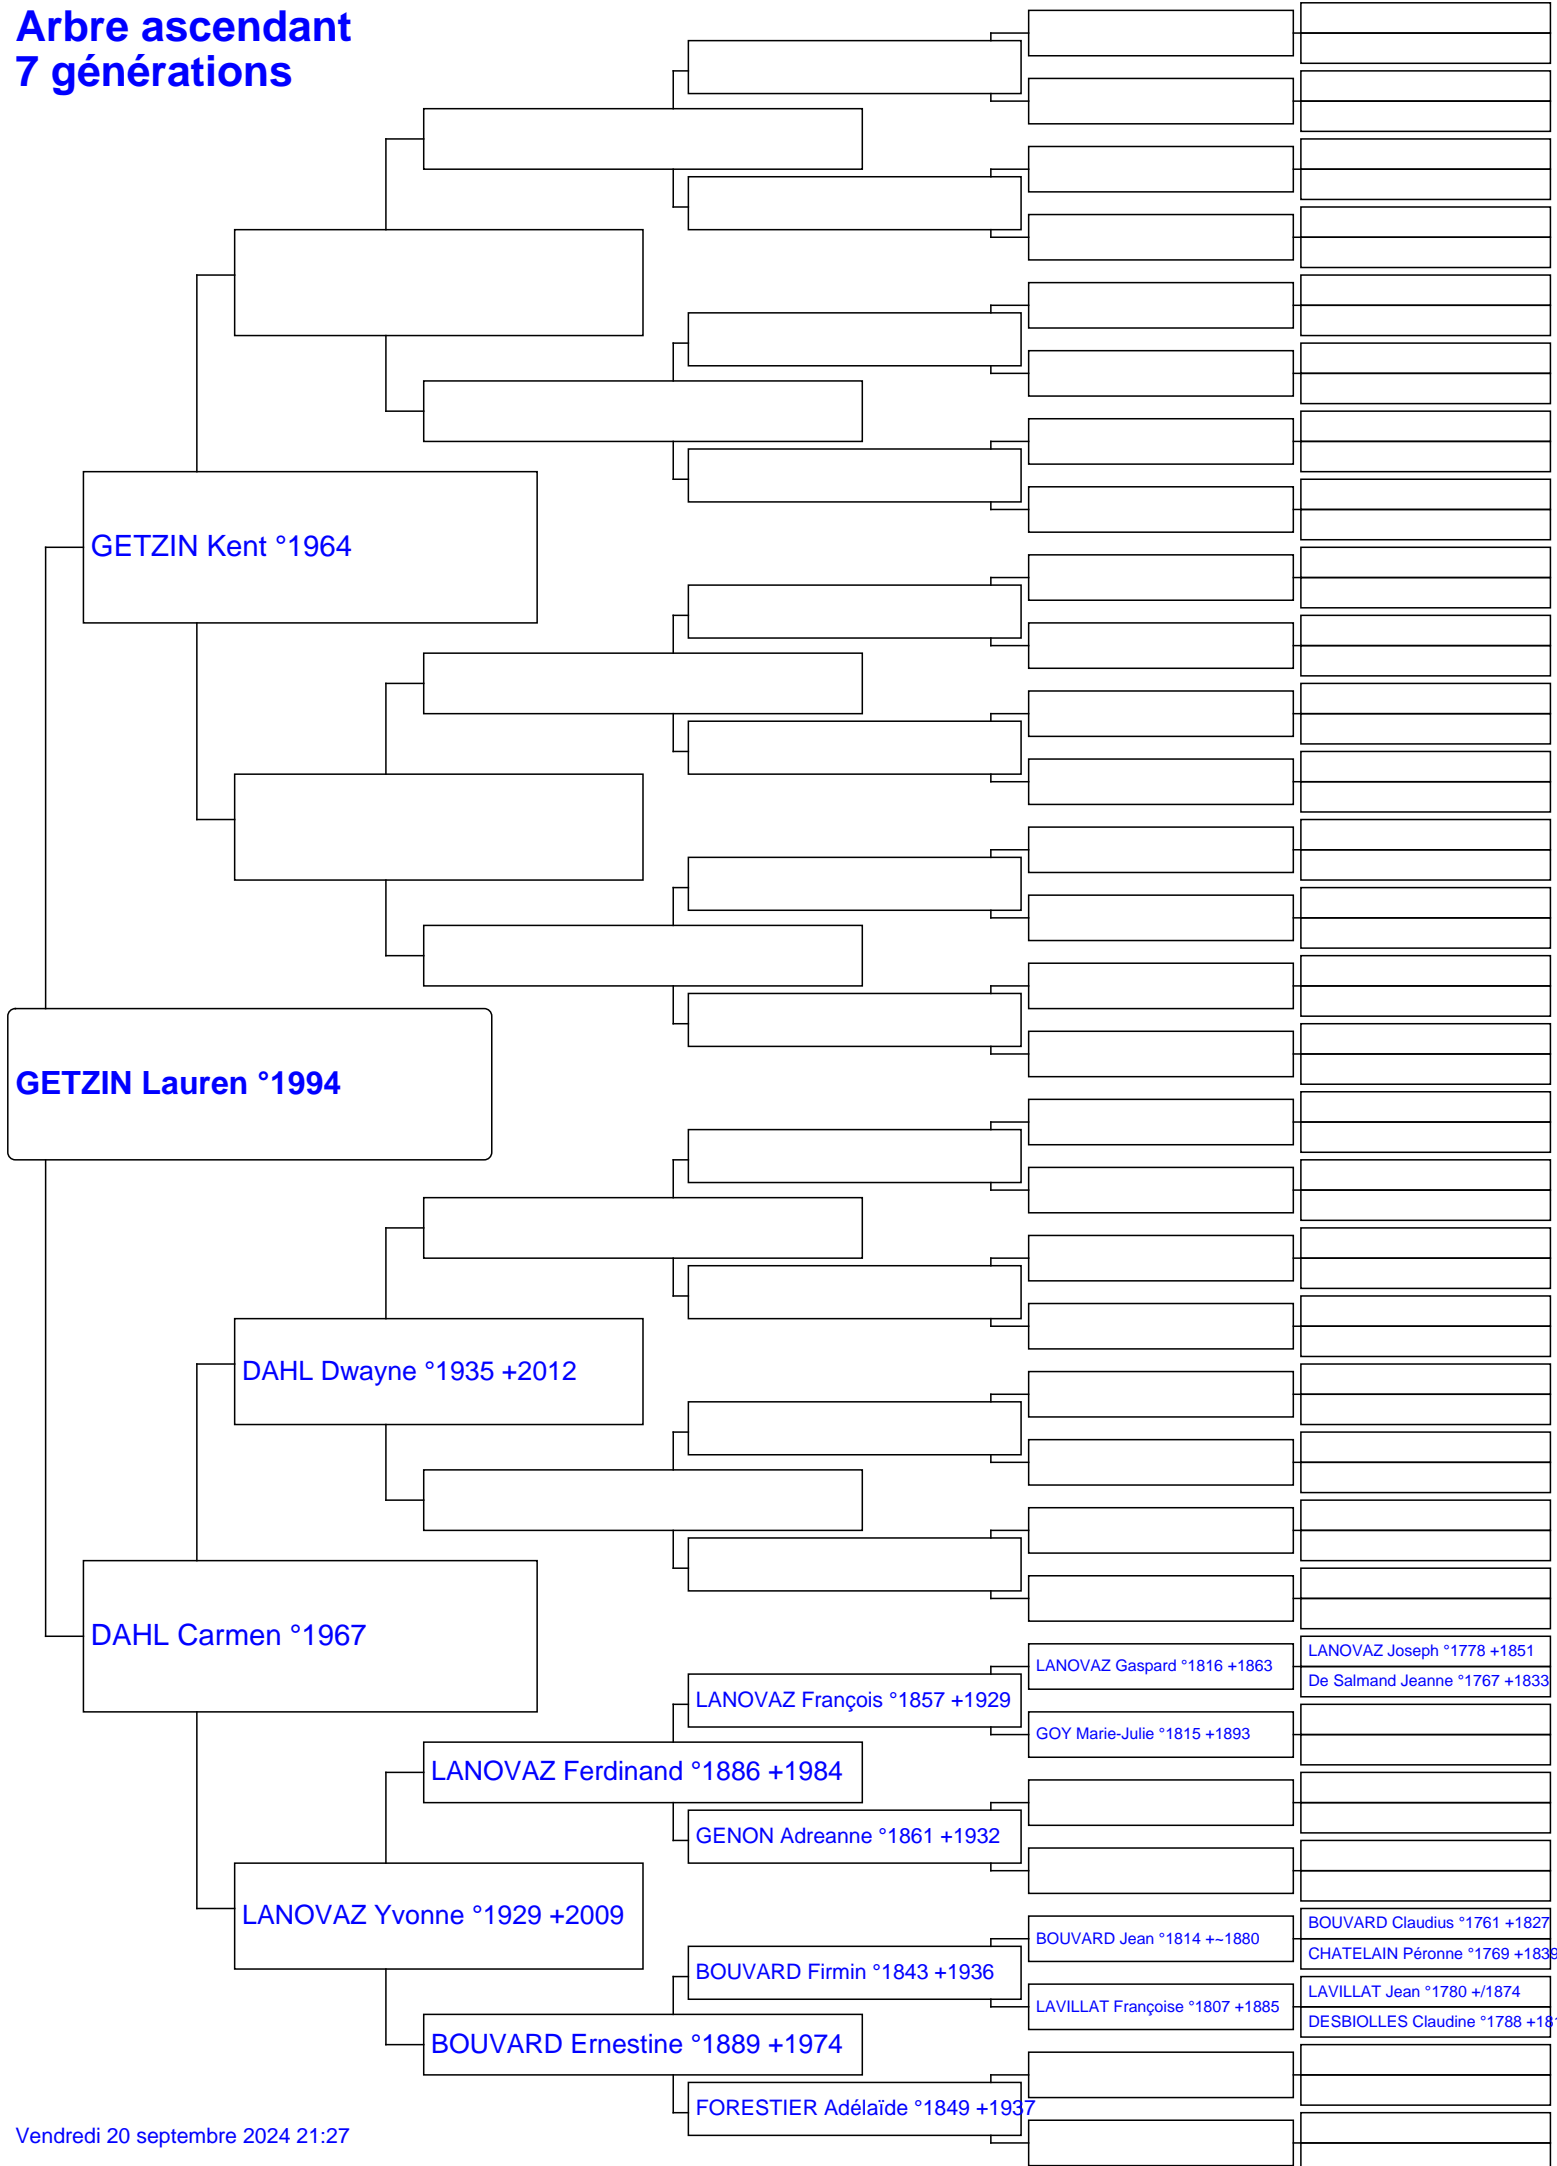 Arbre ascendant
7 générations
GETZIN Kent °1964
GETZIN Lauren °1994
DAHL Dwayne °1935 +2012
DAHL Carmen °1967
LANOVAZ Joseph °1778 +1851
LANOVAZ Gaspard °1816 +1863
De Salmand Jeanne °1767 +1833
LANOVAZ François °1857 +1929
GOY Marie-Julie °1815 +1893
LANOVAZ Ferdinand °1886 +1984
GENON Adreanne °1861 +1932
LANOVAZ Yvonne °1929 +2009
BOUVARD Claudius °1761 +1827
BOUVARD Jean °1814 +~1880
CHATELAIN Péronne °1769 +1839
BOUVARD Firmin °1843 +1936
LAVILLAT Jean °1780 +/1874
LAVILLAT Françoise °1807 +1885
DESBIOLLES Claudine °1788
BOUVARD Ernestine °1889 +1974
FORESTIER Adélaïde °1849 +1937
Vendredi 20 septembre 2024 21:27